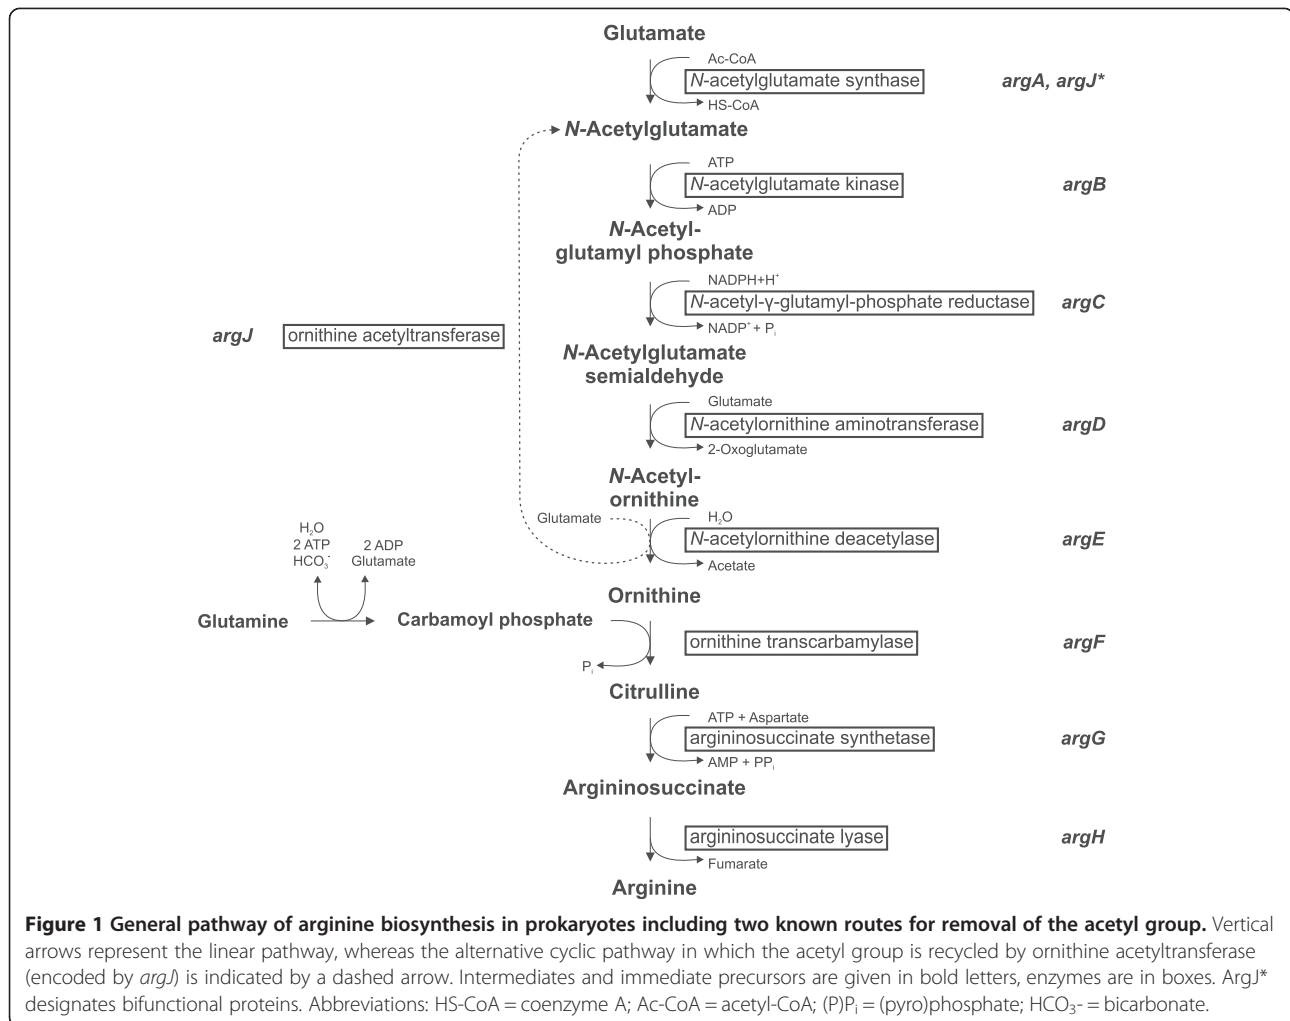 Glutamate
Ac-CoA
N-acetylglutamate synthase
argA, argJ*
HS-CoA
N-Acetylglutamate
ATP
N-acetylglutamate kinase
argB
ADP
N-Acetyl-
glutamyl phosphate
NADPH+H⁺
N-acetyl-γ-glutamyl-phosphate reductase
argC
NADP⁺ + Pᵢ
argJ
ornithine acetyltransferase
N-Acetylglutamate
semialdehyde
Glutamate
N-acetylornithine aminotransferase
argD
2-Oxoglutamate
N-Acetyl-
ornithine
Glutamate
H₂O
N-acetylornithine deacetylase
argE
Acetate
H₂O
2 ATP
HCO₃⁻
2 ADP
Glutamate
Ornithine
Glutamine
Carbamoyl phosphate
ornithine transcarbamylase
argF
Pᵢ
Citrulline
ATP + Aspartate
argininosuccinate synthetase
argG
AMP + PPᵢ
Argininosuccinate
argininosuccinate lyase
argH
Fumarate
Arginine
Figure 1 General pathway of arginine biosynthesis in prokaryotes including two known routes for removal of the acetyl group. Vertical
arrows represent the linear pathway, whereas the alternative cyclic pathway in which the acetyl group is recycled by ornithine acetyltransferase
(encoded by argJ) is indicated by a dashed arrow. Intermediates and immediate precursors are given in bold letters, enzymes are in boxes. ArgJ*
designates bifunctional proteins. Abbreviations: HS-CoA = coenzyme A; Ac-CoA = acetyl-CoA; (P)Pᵢ = (pyro)phosphate; HCO₃- = bicarbonate.